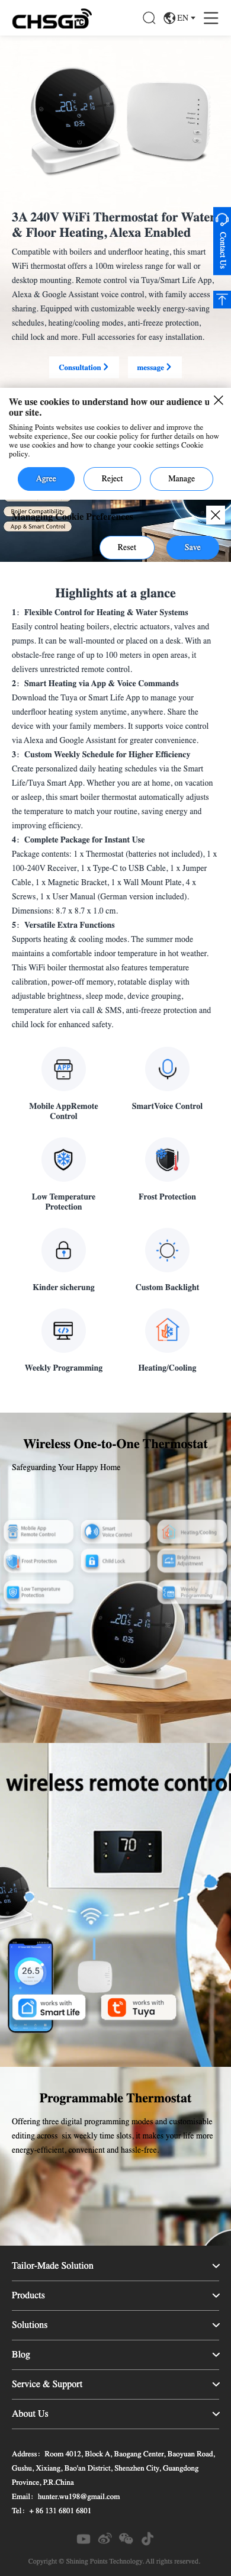 CHSGD
EN
3A 240V WiFi Thermostat for Water
& Floor Heating, Alexa Enabled
Compatible with boilers and underfloor heating, this smart
WiFi thermostat offers a 100m wireless range for wall or
desktop mounting. Remote control via Tuya/Smart Life App,
Alexa & Google Assistant voice control, with family access
sharing. Equipped with customizable weekly energy-saving
schedules, heating/cooling modes, anti-freeze protection,
child lock and more. Full accessories for easy installation.
Contact Us
Consultation
message
We use cookies to understand how our audience u
our site.
Shining Points websites use cookies to deliver and improve the
website experience, See our cookie policy for further details on how
we use cookies and how to change your cookie settings Cookie
policy.
Agree
Reject
Manage
Boiler Compatibility
Managing Cookie Preferences
App & Smart Control
Reset
Save
Highlights at a glance
1: Flexible Control for Heating & Water Systems
Easily control heating boilers, electric actuators, valves and
pumps. It can be wall-mounted or placed on a desk. With an
obstacle-free range of up to 100 meters in open areas, it
delivers unrestricted remote control.
2: Smart Heating via App & Voice Commands
Download the Tuya or Smart Life App to manage your
underfloor heating system anytime, anywhere. Share the
device with your family members. It supports voice control
via Alexa and Google Assistant for greater convenience.
3: Custom Weekly Schedule for Higher Efficiency
Create personalized daily heating schedules via the Smart
Life/Tuya Smart App. Whether you are at home, on vacation
or asleep, this smart boiler thermostat automatically adjusts
the temperature to match your routine, saving energy and
improving efficiency.
4: Complete Package for Instant Use
Package contents: 1 x Thermostat (batteries not included), 1 x
100-240V Receiver, 1 x Type-C to USB Cable, 1 x Jumper
Cable, 1 x Magnetic Bracket, 1 x Wall Mount Plate, 4 x
Screws, 1 x User Manual (German version included).
Dimensions: 8.7 x 8.7 x 1.0 cm.
5: Versatile Extra Functions
Supports heating & cooling modes. The summer mode
maintains a comfortable indoor temperature in hot weather.
This WiFi boiler thermostat also features temperature
calibration, power-off memory, rotatable display with
adjustable brightness, sleep mode, device grouping,
temperature alert via call & SMS, anti-freeze protection and
child lock for enhanced safety.
APP
Mobile AppRemote
Control
SmartVoice Control
Low Temperature
Protection
Frost Protection
Kinder sicherung
Custom Backlight
Weekly Programming
Heating/Cooling
Wireless One-to-One Thermostat
Safeguarding Your Happy Home
Mobile App
Remote Control
Smart
Voice Control
Heating/Cooling
Frost Protection
Child Lock
Brightness
Adjustment
Low Temperature
Protection
Weekly
Programming
wireless remote control
70
26.5
works with
Smart Life
works with
Tuya
Programmable Thermostat
Offering three digital programming modes and customisable
editing across six weekly time slots, it makes your life more
energy-efficient, convenient and hassle-free.
Tailor-Made Solution
Products
Solutions
Blog
Service & Support
About Us
Address: Room 4012, Block A, Baogang Center, Baoyuan Road,
Gushu, Xixiang, Bao'an District, Shenzhen City, Guangdong
Province, P.R.China
Email: hunter.wu198@gmail.com
Tel: + 86 131 6801 6801
Copyright © Shining Points Technology. All rights reserved.